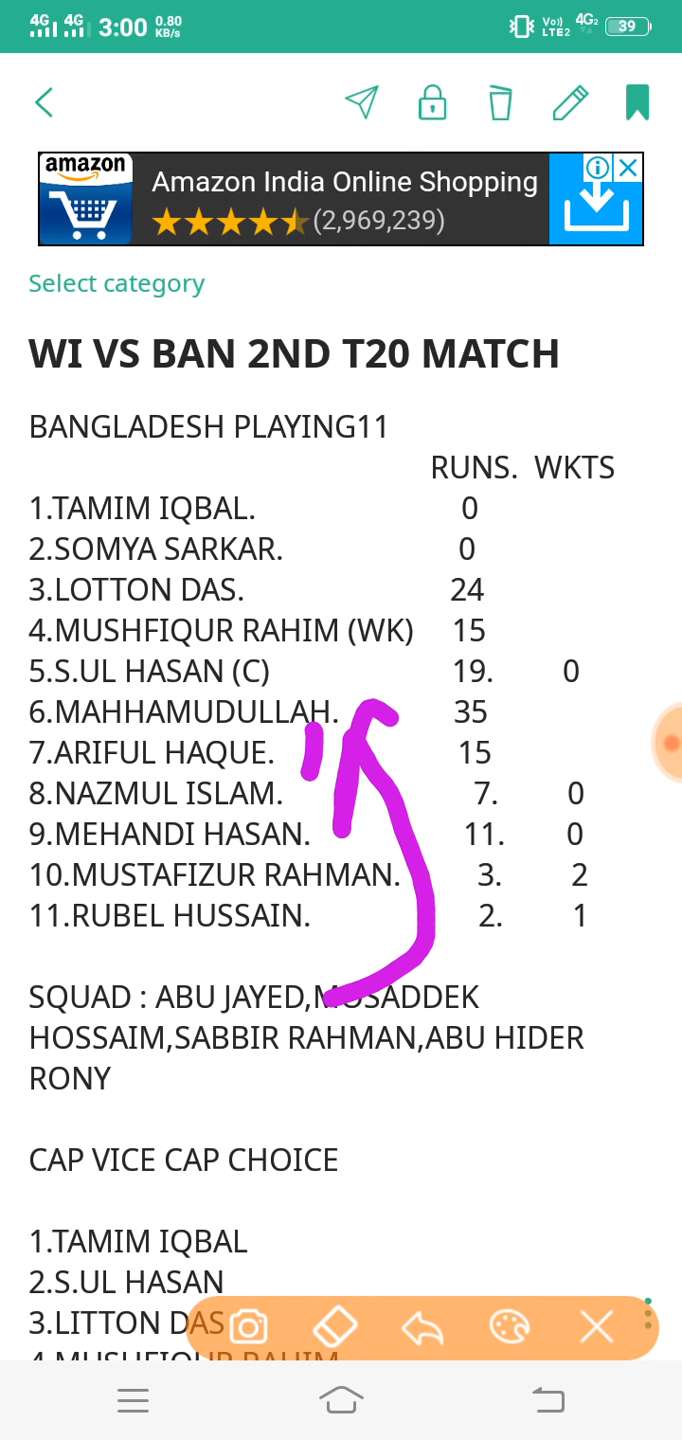 4G 4G 3:00 0.80 KB/s Vo)) LTE2 4G2 39
amazon
Amazon India Online Shopping
(2,969,239)
Select category
WI VS BAN 2ND T20 MATCH
BANGLADESH PLAYING11
RUNS. WKTS
1.TAMIM IQBAL. 0
2.SOMYA SARKAR. 0
3.LOTTON DAS. 24
4.MUSHFIQUR RAHIM (WK) 15
5.S.UL HASAN (C) 19. 0
6.MAHHAMUDULLAH. 35
7.ARIFUL HAQUE. 15
8.NAZMUL ISLAM. 7. 0
9.MEHANDI HASAN. 11. 0
10.MUSTAFIZUR RAHMAN. 3. 2
11.RUBEL HUSSAIN. 2. 1
SQUAD : ABU JAYED,MOSADDEK
HOSSAIM,SABBIR RAHMAN,ABU HIDER
RONY
CAP VICE CAP CHOICE
1.TAMIM IQBAL
2.S.UL HASAN
3.LITTON DAS
4.MUSHFIQUR RAHIM